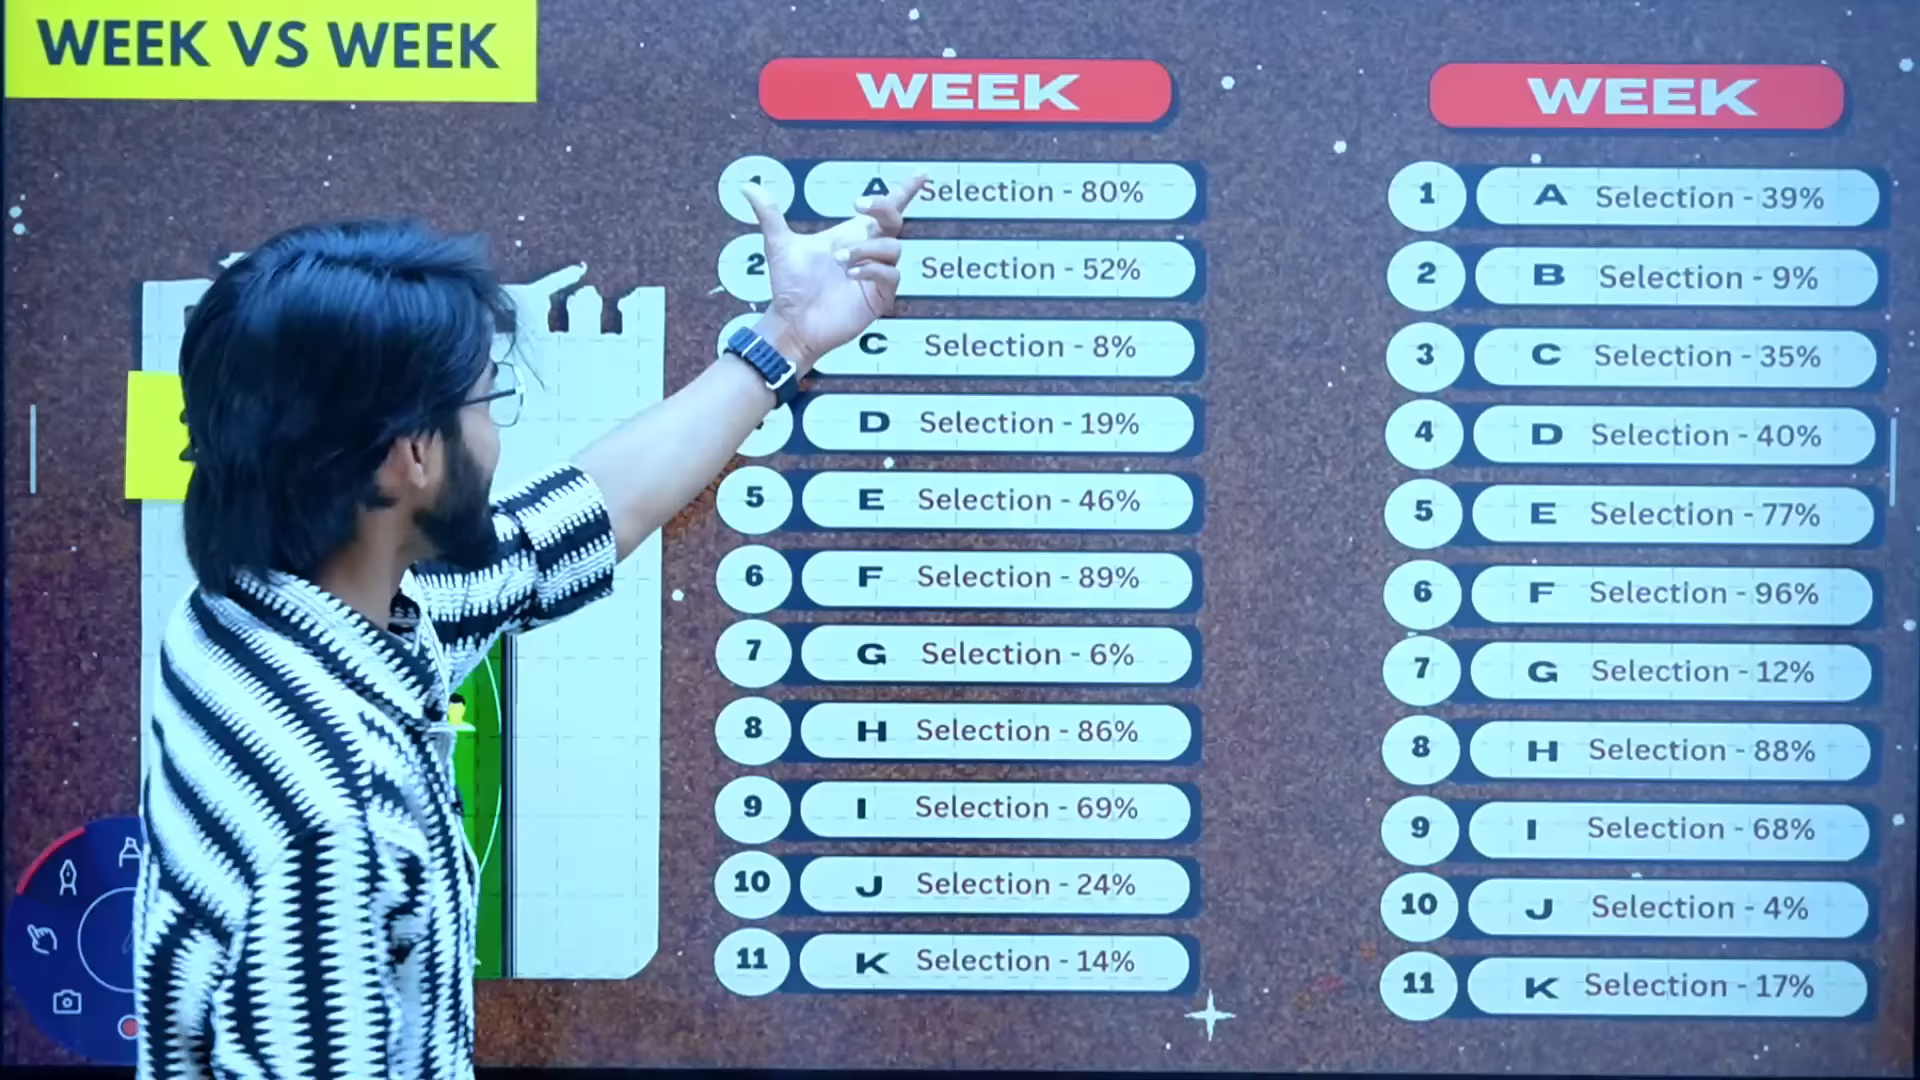 WEEK VS WEEK
WEEK
1 A Selection - 80%
2 Selection - 52%
C Selection - 8%
D Selection - 19%
5 E Selection - 46%
6 F Selection - 89%
7 G Selection - 6%
8 H Selection - 86%
9 I Selection - 69%
10 J Selection - 24%
11 K Selection - 14%
WEEK
1 A Selection - 39%
2 B Selection - 9%
3 C Selection - 35%
4 D Selection - 40%
5 E Selection - 77%
6 F Selection - 96%
7 G Selection - 12%
8 H Selection - 88%
9 I Selection - 68%
10 J Selection - 4%
11 K Selection - 17%